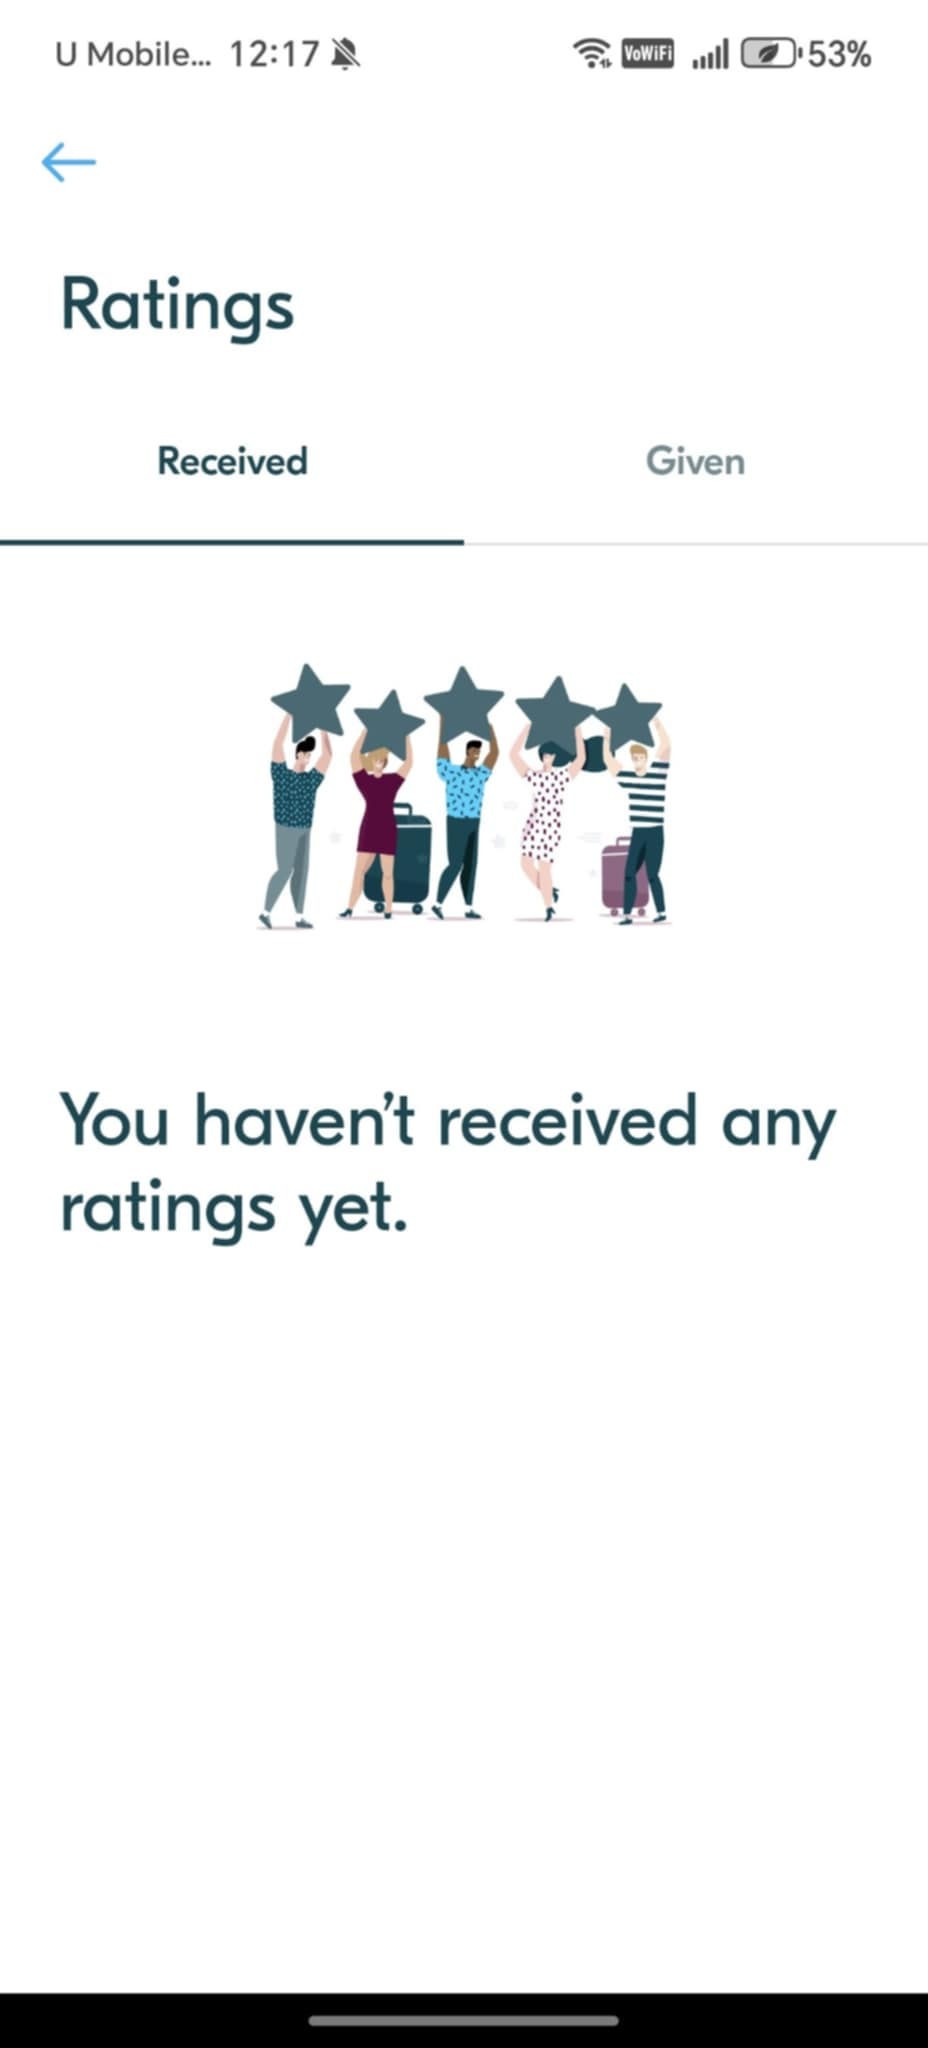 U Mobile... 12:17 VoWiFi 53%
Ratings
Received Given
You haven't received any
ratings yet.